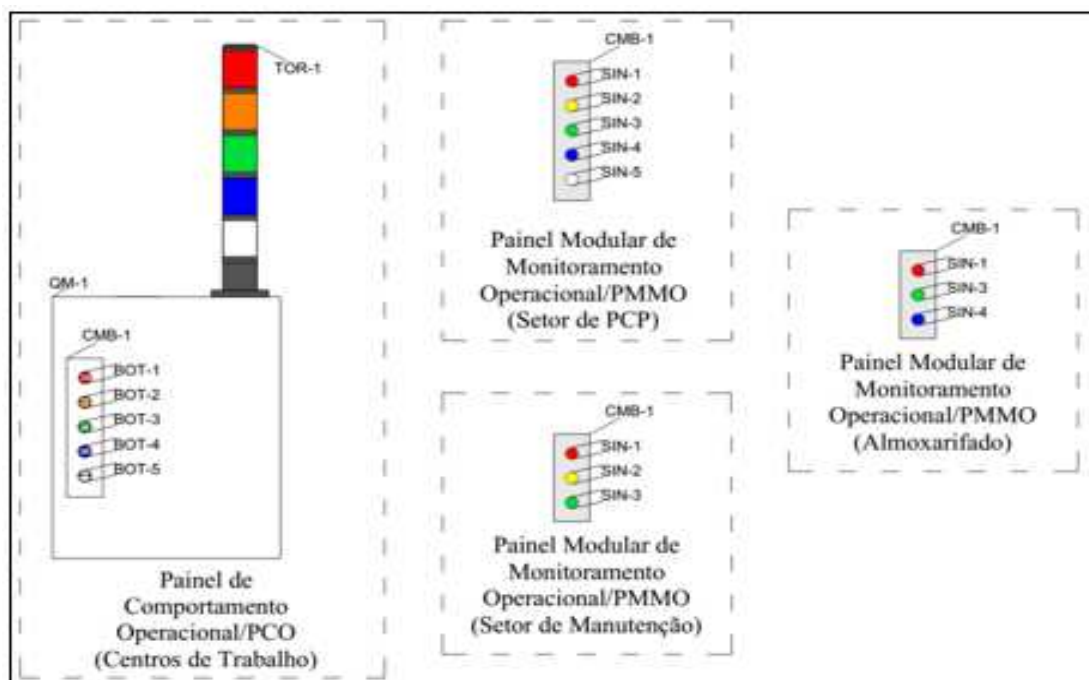 TOR-1
QM-1
CMB-1
BOT-1
BOT-2
BOT-3
BOT-4
BOT-5
Painel de
Comportamento
Operacional/PCO
(Centros de Trabalho)
CMB-1
SIN-1
SIN-2
SIN-3
SIN-4
SIN-5
Painel Modular de
Monitoramento
Operacional/PMMO
(Setor de PCP)
CMB-1
SIN-1
SIN-2
SIN-3
Painel Modular de
Monitoramento
Operacional/PMMO
(Setor de Manutenção)
CMB-1
SIN-1
SIN-3
SIN-4
Painel Modular de
Monitoramento
Operacional/PMMO
(Almoxarifado)